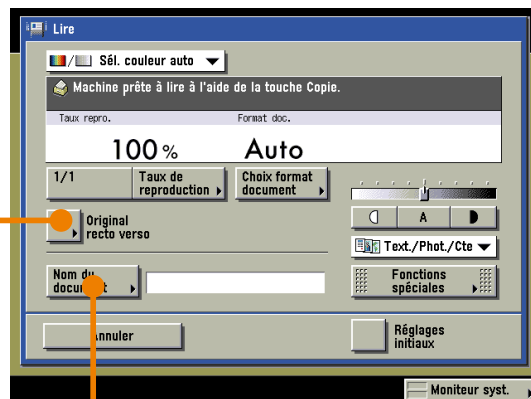 Lire
Sél. couleur auto
Machine prête à lire à l'aide de la touche Copie.
Taux repro.
Format doc.
100 %
Auto
1/1
Taux de
reproduction
Choix format
document
Original
recto verso
A
Text./Phot./Cte
Nom du
document
Fonctions
spéciales
Annuler
Réglages
initiaux
Moniteur syst.